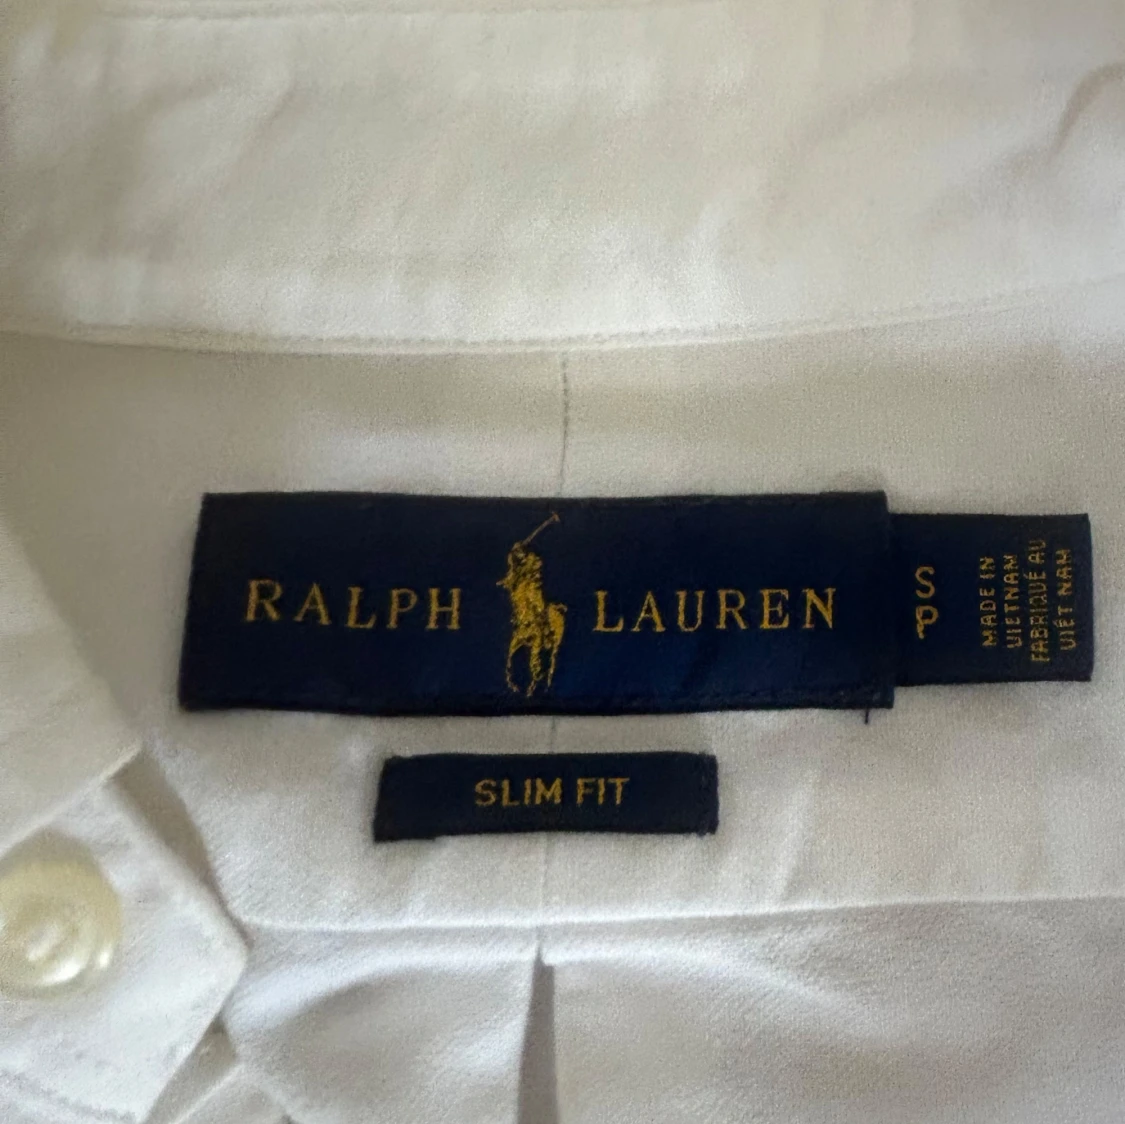 RALPH LAUREN
S
P
MADE IN
VIETNAM
FABRIQUÉ AU
VIÊT NAM
SLIM FIT